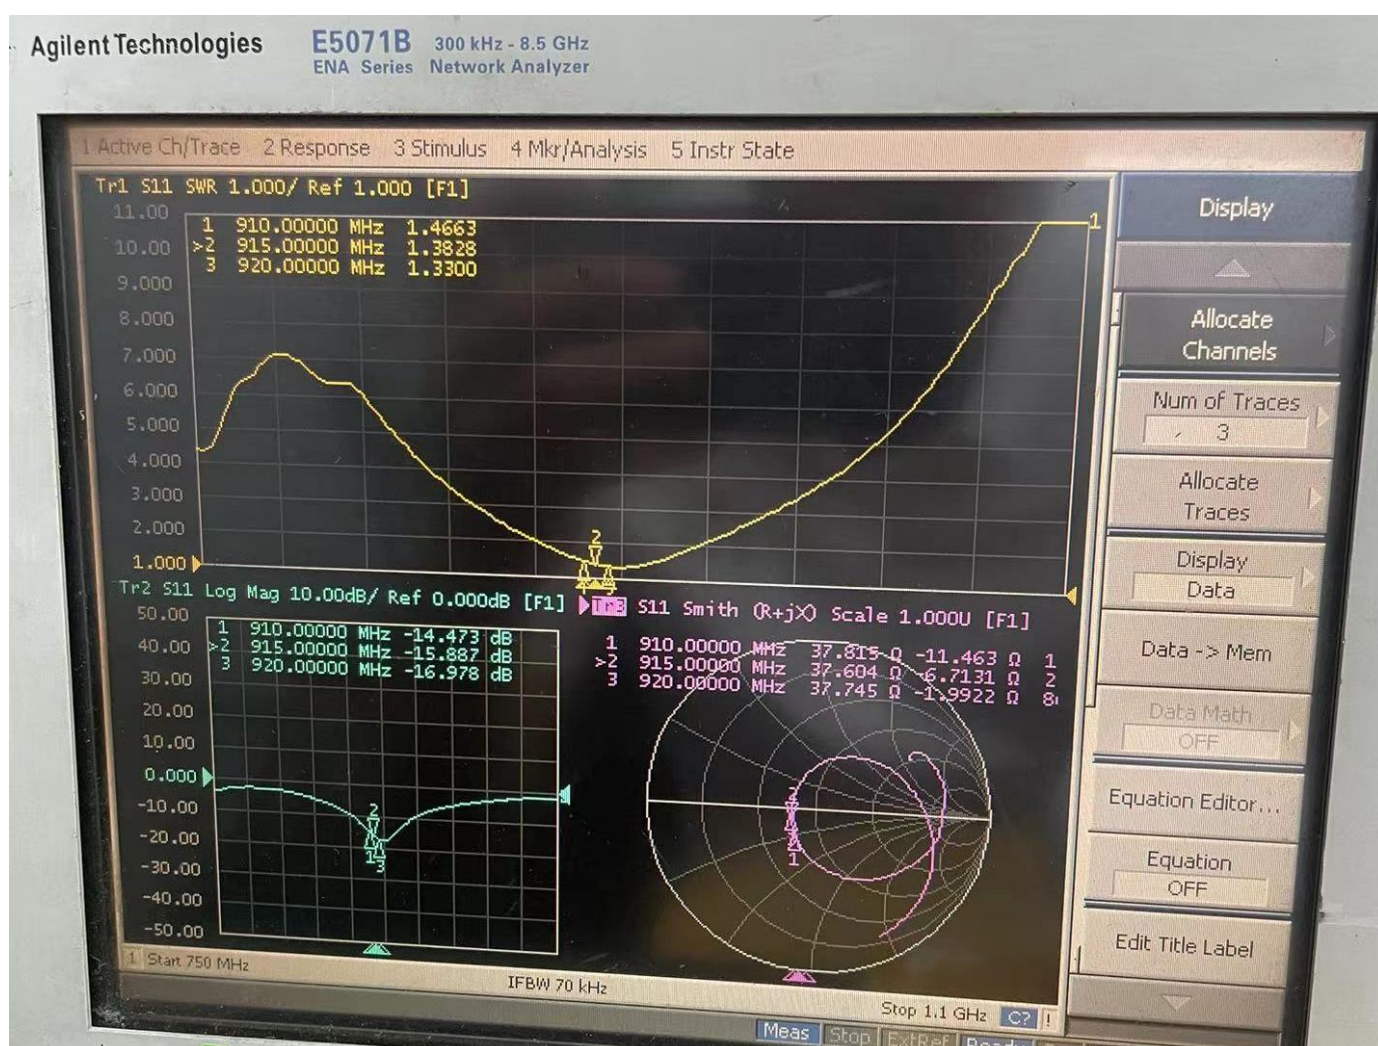 Agilent Technologies
E5071B 300 kHz - 8.5 GHz
ENA Series Network Analyzer
1 Active Ch/Trace 2 Response 3 Stimulus 4 Mkr/Analysis 5 Instr State
Tr1 S11 SWR 1.000/ Ref 1.000 [F1]
11.00
10.00
9.000
8.000
7.000
6.000
5.000
4.000
3.000
2.000
1.000
1 910.00000 MHz 1.4663
>2 915.00000 MHz 1.3828
3 920.00000 MHz 1.3300
1
2
Tr2 S11 Log Mag 10.00dB/ Ref 0.000dB [F1]
50.00
40.00
30.00
20.00
10.00
0.000
-10.00
-20.00
-30.00
-40.00
-50.00
1 910.00000 MHz -14.473 dB
>2 915.00000 MHz -15.887 dB
3 920.00000 MHz -16.978 dB
2
1
3
Tr3 S11 Smith (R+jX) Scale 1.000U [F1]
1 910.00000 MHz 37.815 Ω -11.463 Ω 1
>2 915.00000 MHz 37.604 Ω -6.7131 Ω 2
3 920.00000 MHz 37.745 Ω -1.9922 Ω 8
1
1 Start 750 MHz
IFBW 70 kHz
Stop 1.1 GHz C? !
Meas Stop ExtRef
Display
Allocate
Channels
Num of Traces
3
Allocate
Traces
Display
Data
Data -> Mem
Data Math
OFF
Equation Editor...
Equation
OFF
Edit Title Label